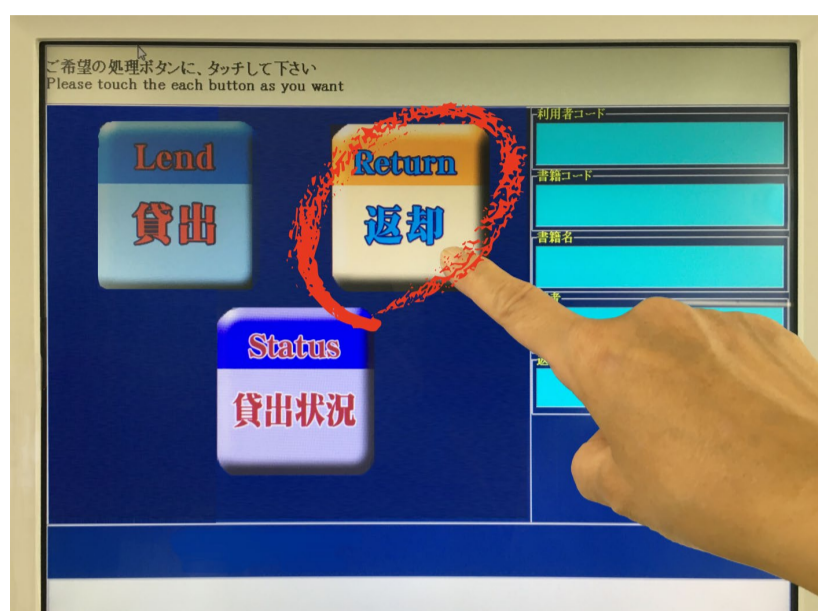 ご希望の処理ボタンに、タッチして下さい
Please touch the each button as you want
Lend
貸出
Return
返却
Status
貸出状況
利用者コード
書籍コード
書籍名